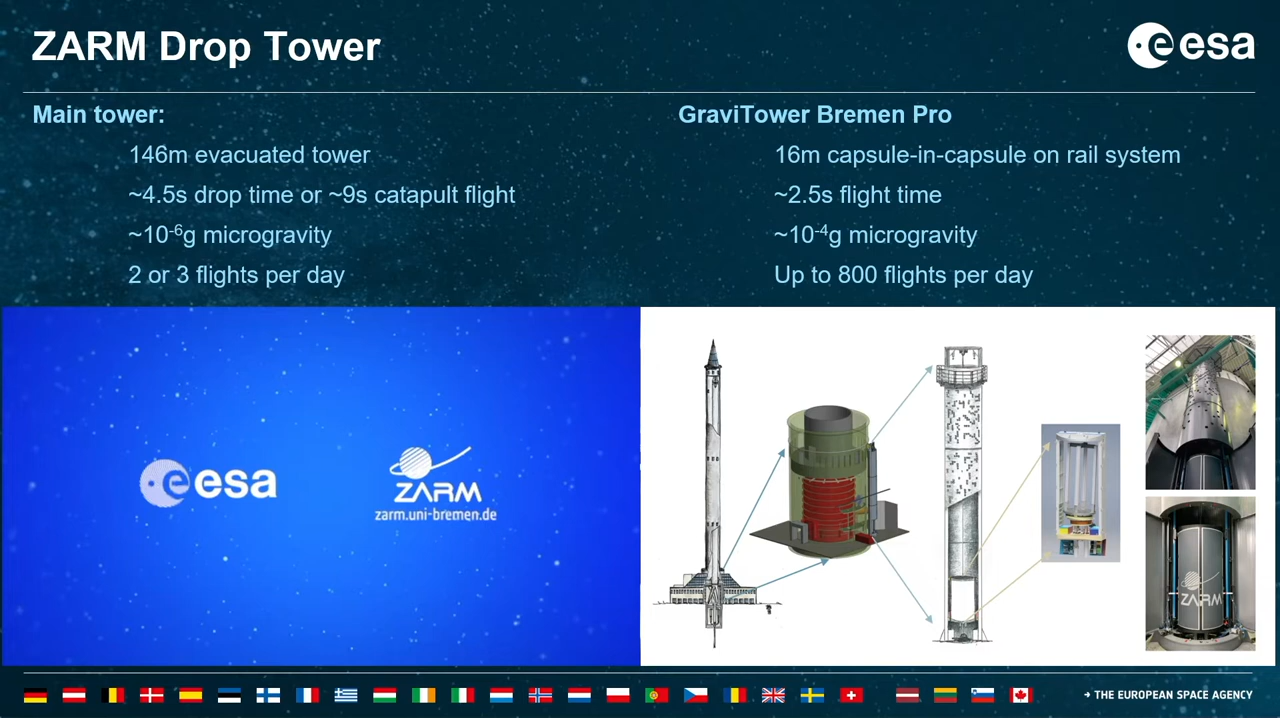 ZARM Drop Tower
esa
Main tower:
146m evacuated tower
~4.5s drop time or ~9s catapult flight
~10⁻⁶g microgravity
2 or 3 flights per day
GraviTower Bremen Pro
16m capsule-in-capsule on rail system
~2.5s flight time
~10⁻⁴g microgravity
Up to 800 flights per day
esa
ZARM
zarm.uni-bremen.de
ZARM
→ THE EUROPEAN SPACE AGENCY